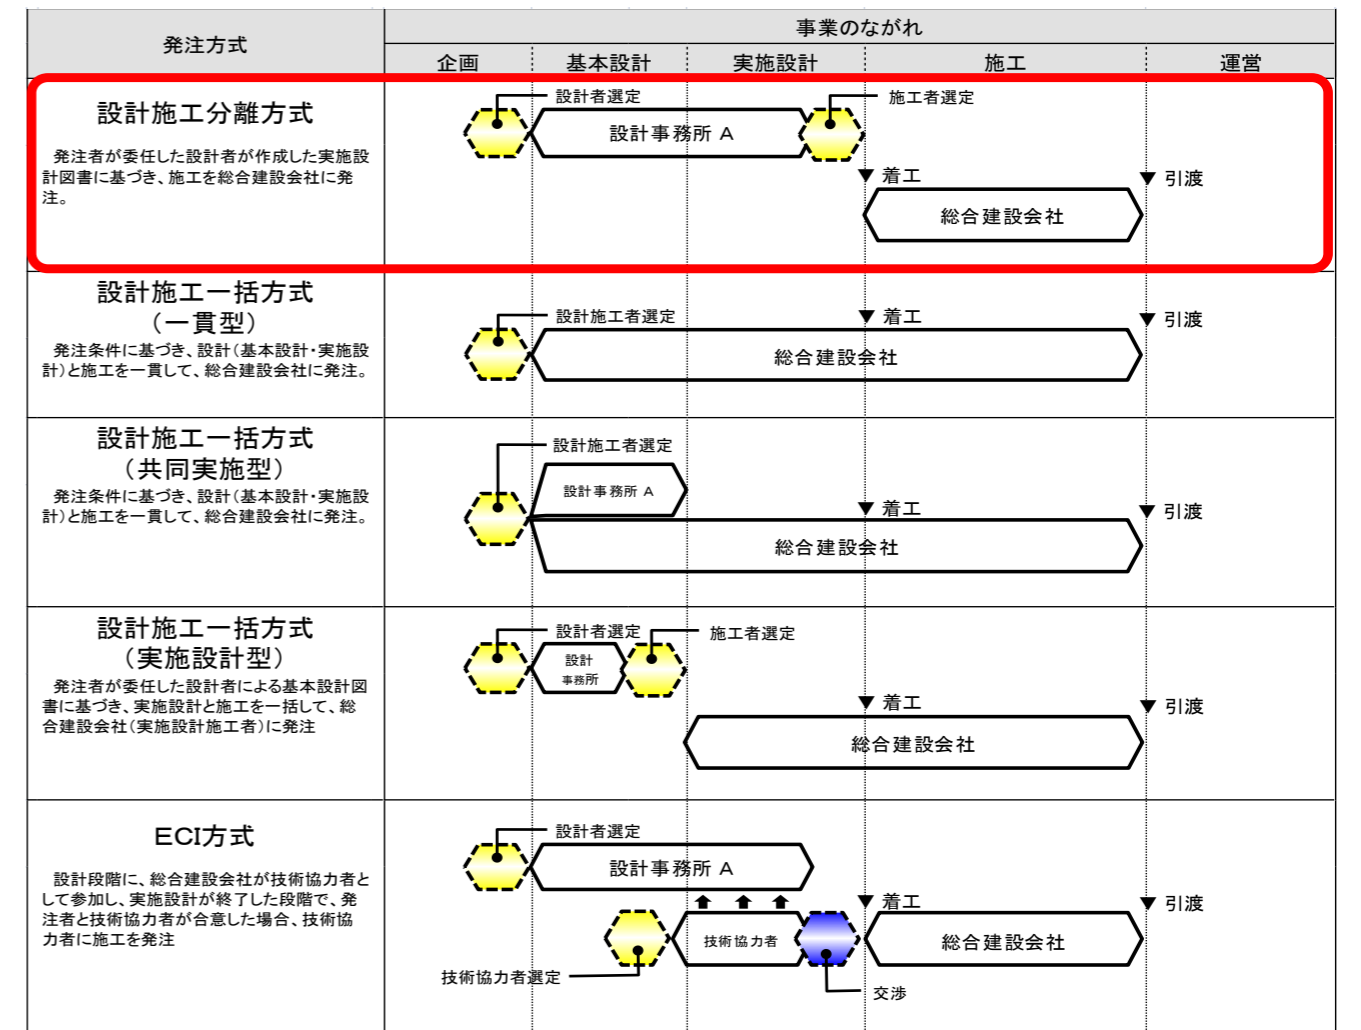 発注方式
事業のながれ
企画
基本設計
実施設計
施工
運営
設計施工分離方式
発注者が委任した設計者が作成した実施設
計図書に基づき、施工を総合建設会社に発
注。
設計者選定
施工者選定
設計事務所 A
▼ 着工
▼ 引渡
総合建設会社
設計施工一括方式
（一貫型）
発注条件に基づき、設計（基本設計・実施設
計）と施工を一貫して、総合建設会社に発注。
設計施工者選定
▼ 着工
▼ 引渡
総合建設会社
設計施工一括方式
（共同実施型）
発注条件に基づき、設計（基本設計・実施設
計）と施工を一貫して、総合建設会社に発注。
設計施工者選定
設計事務所 A
▼ 着工
▼ 引渡
総合建設会社
設計施工一括方式
（実施設計型）
発注者が委任した設計者による基本設計図
書に基づき、実施設計と施工を一括して、総
合建設会社（実施設計施工者）に発注
設計者選定
施工者選定
設計
事務所
▼ 着工
▼ 引渡
総合建設会社
ECI方式
設計段階に、総合建設会社が技術協力者と
して参加し、実施設計が終了した段階で、発
注者と技術協力者が合意した場合、技術協
力者に施工を発注
設計者選定
設計事務所 A
▼ 着工
▼ 引渡
技術協力者
総合建設会社
技術協力者選定
交渉